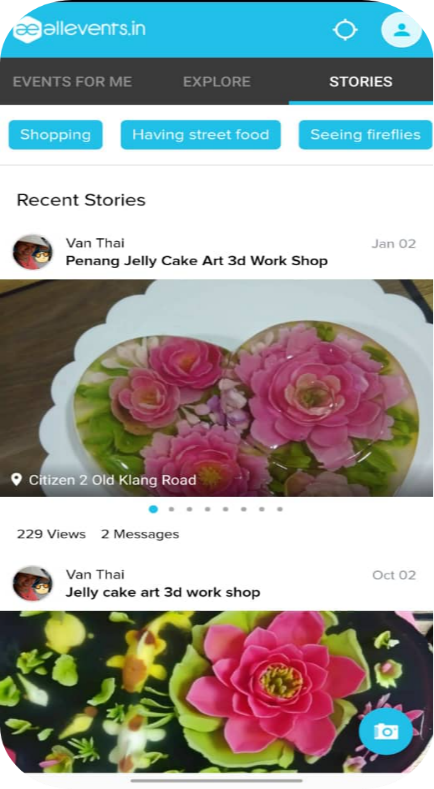 æ allevents.in
EVENTS FOR ME EXPLORE STORIES
Shopping Having street food Seeing fireflies
Recent Stories
Van Thai Jan 02
Penang Jelly Cake Art 3d Work Shop
Citizen 2 Old Klang Road
229 Views 2 Messages
Van Thai Oct 02
Jelly cake art 3d work shop